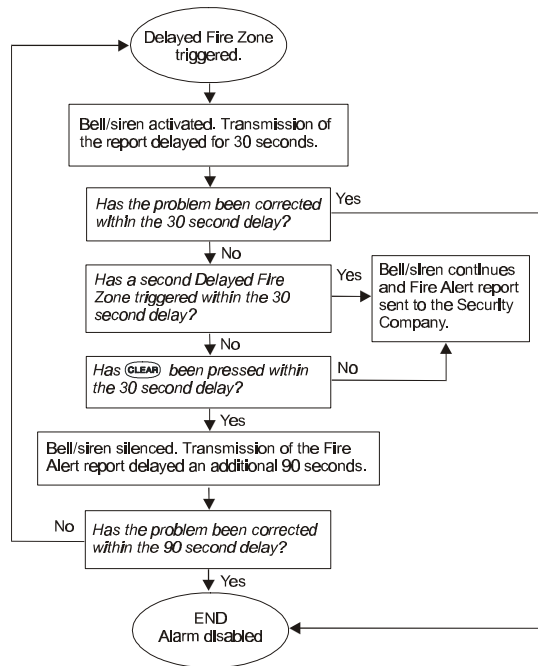 Delayed Fire Zone
triggered.
Bell/siren activated. Transmission of
the report delayed for 30 seconds.
Has the problem been corrected
within the 30 second delay?
Yes
No
Has a second Delayed Fire
Zone triggered within the 30
second delay?
Yes
Bell/siren continues
and Fire Alert report
sent to the Security
Company.
No
Has CLEAR been pressed within
the 30 second delay?
No
Yes
Bell/siren silenced. Transmission of the Fire
Alert report delayed an additional 90 seconds.
No
Has the problem been corrected
within the 90 second delay?
Yes
END
Alarm disabled